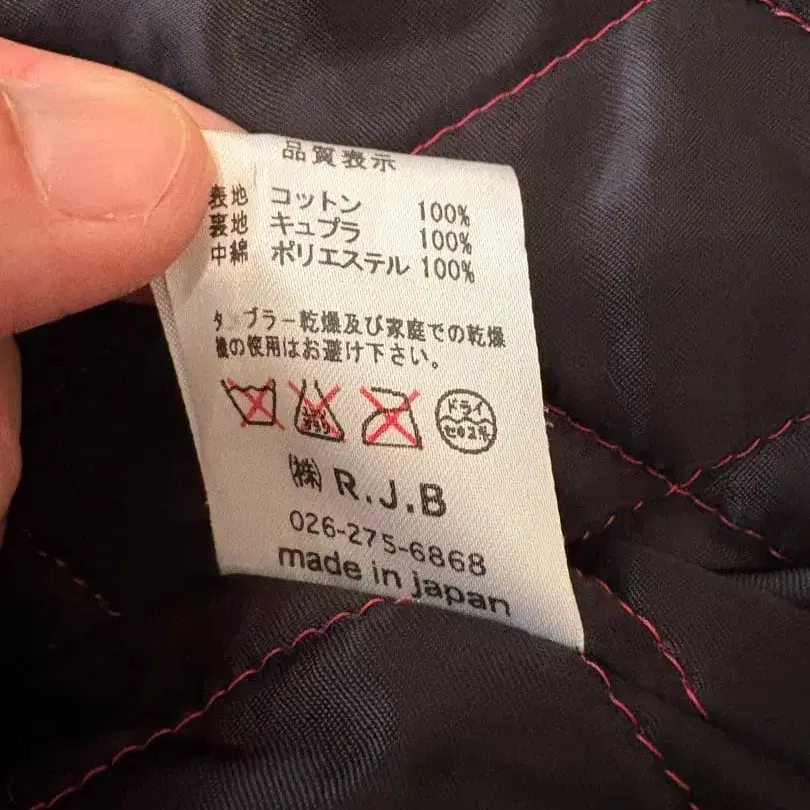 品質表示
表地 コットン 100%
裏地 キュプラ 100%
中綿 ポリエステル 100%
タンブラー乾燥及び家庭での乾燥
機の使用はお避け下さい。
ドライ
セキユ系
㈱ R.J.B
026-275-6868
made in japan